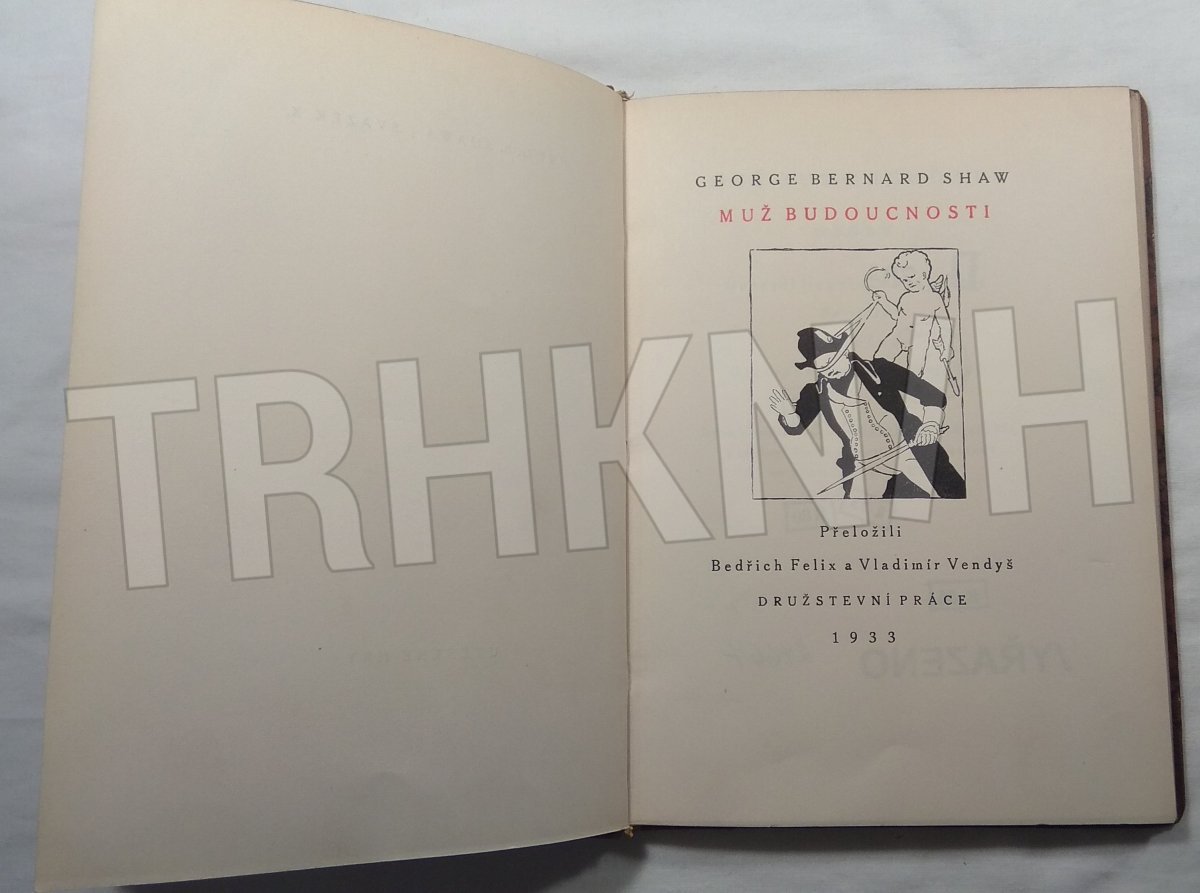 GEORGE BERNARD SHAW
MUŽ BUDOUCNOSTI
TRHKNIH
Přeložili
Bedřich Felix a Vladimír Vendyš
DRUŽSTEVNÍ PRÁCE
1933